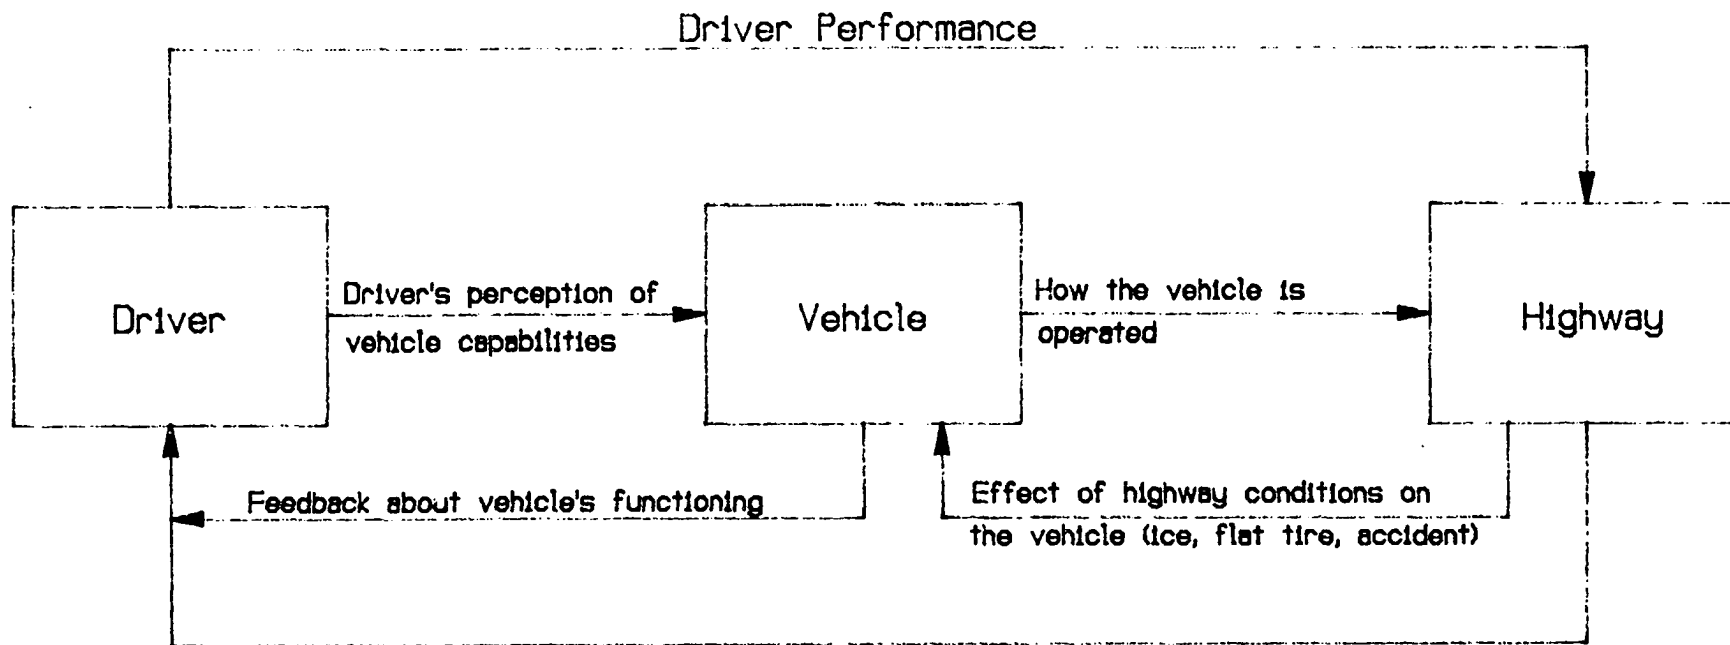 Driver Performance
Driver
Driver's perception of
vehicle capabilities
Vehicle
How the vehicle is
operated
Highway
Feedback about vehicle's functioning
Effect of highway conditions on
the vehicle (ice, flat tire, accident)